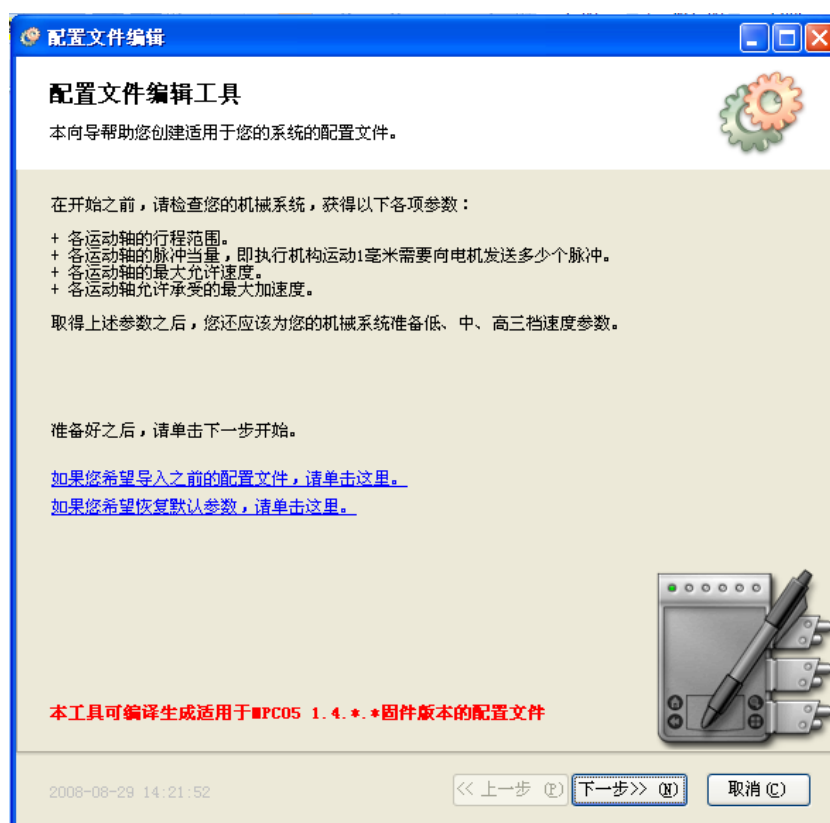 配置文件编辑
配置文件编辑工具
本向导帮助您创建适用于您的系统的配置文件。
在开始之前，请检查您的机械系统，获得以下各项参数：
+ 各运动轴的行程范围。
+ 各运动轴的脉冲当量，即执行机构运动1毫米需要向电机发送多少个脉冲。
+ 各运动轴的最大允许速度。
+ 各运动轴允许承受的最大加速度。
取得上述参数之后，您还应该为您的机械系统准备低、中、高三档速度参数。
准备好之后，请单击下一步开始。
如果您希望导入之前的配置文件，请单击这里。
如果您希望恢复默认参数，请单击这里。
本工具可编译生成适用于MPC05 1.4.*.*固件版本的配置文件
2008-08-29 14:21:52
<< 上一步 (P) 下一步>> (N) 取消(C)